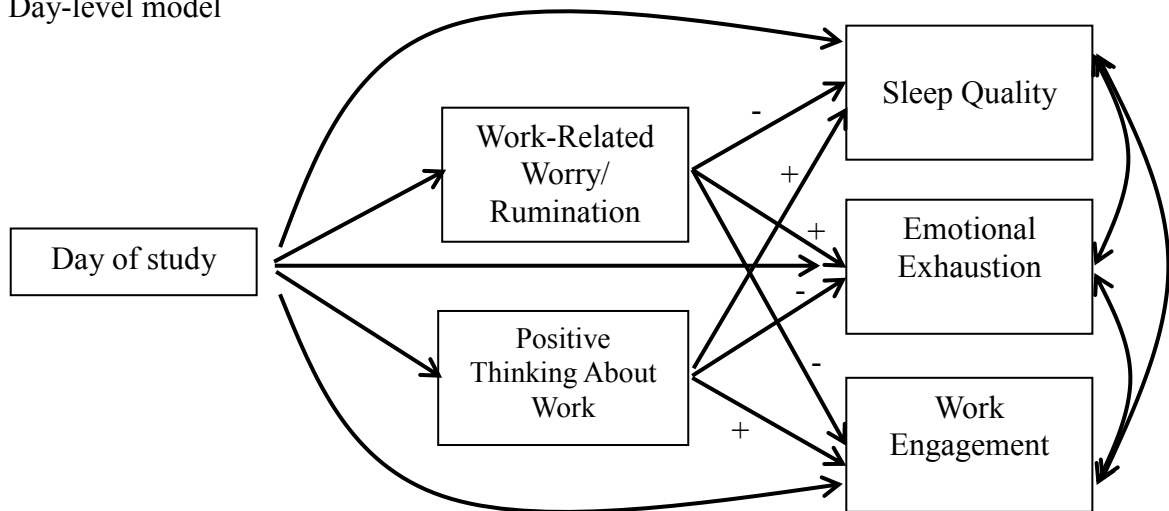 Day-level model
Sleep Quality
-
Work-Related
Worry/
Rumination
+
+
Emotional
Exhaustion
Day of study
-
Positive
Thinking About
Work
-
+
Work
Engagement